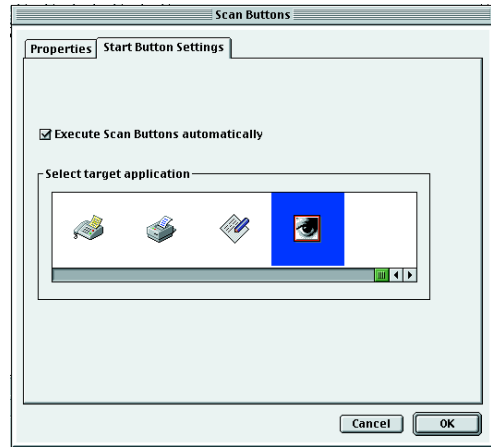 Scan Buttons
Properties
Start Button Settings
Execute Scan Buttons automatically
Select target application
Cancel
OK